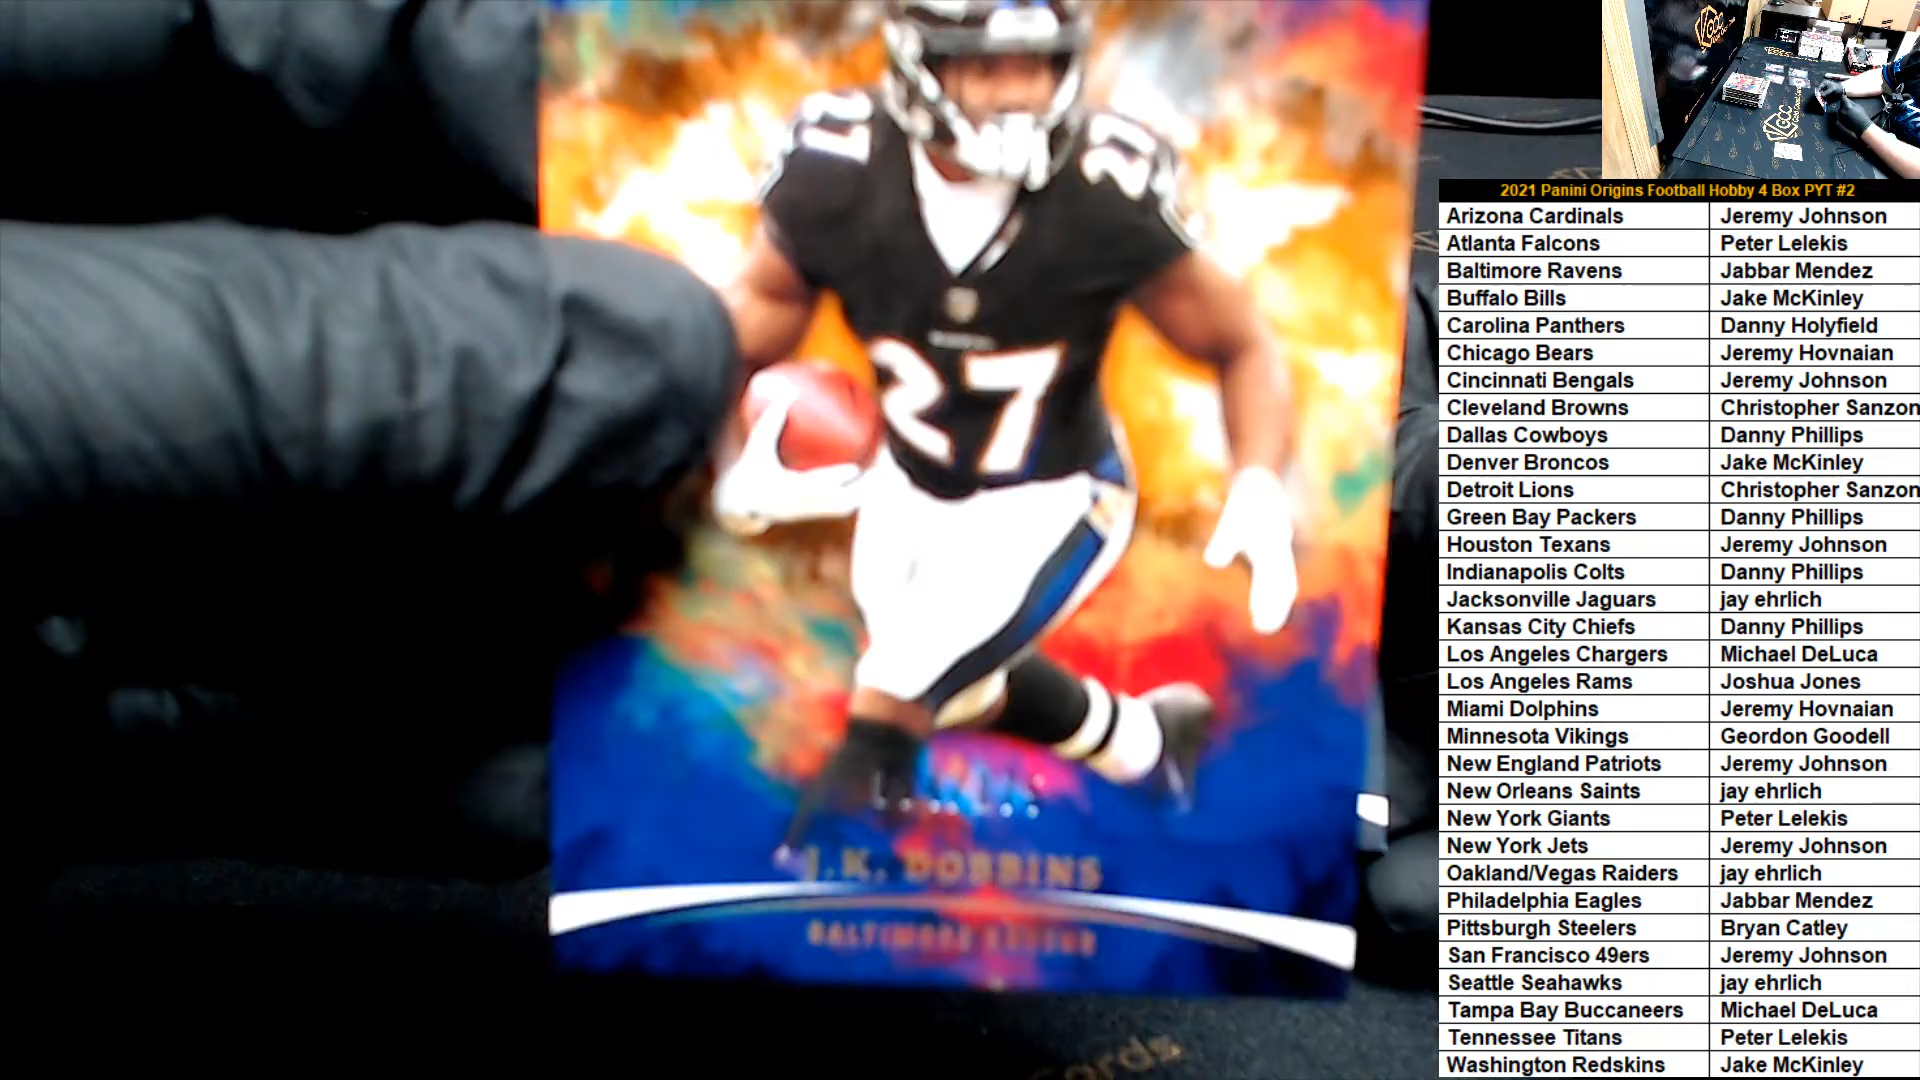 27
27
27
J.K. DOBBINS
BALTIMORE RAVENS
ords
GCC
GCC
2021 Panini Origins Football Hobby 4 Box PYT #2
Arizona Cardinals Jeremy Johnson
Atlanta Falcons Peter Lelekis
Baltimore Ravens Jabbar Mendez
Buffalo Bills Jake McKinley
Carolina Panthers Danny Holyfield
Chicago Bears Jeremy Hovnaian
Cincinnati Bengals Jeremy Johnson
Cleveland Browns Christopher Sanzon
Dallas Cowboys Danny Phillips
Denver Broncos Jake McKinley
Detroit Lions Christopher Sanzon
Green Bay Packers Danny Phillips
Houston Texans Jeremy Johnson
Indianapolis Colts Danny Phillips
Jacksonville Jaguars jay ehrlich
Kansas City Chiefs Danny Phillips
Los Angeles Chargers Michael DeLuca
Los Angeles Rams Joshua Jones
Miami Dolphins Jeremy Hovnaian
Minnesota Vikings Geordon Goodell
New England Patriots Jeremy Johnson
New Orleans Saints jay ehrlich
New York Giants Peter Lelekis
New York Jets Jeremy Johnson
Oakland/Vegas Raiders jay ehrlich
Philadelphia Eagles Jabbar Mendez
Pittsburgh Steelers Bryan Catley
San Francisco 49ers Jeremy Johnson
Seattle Seahawks jay ehrlich
Tampa Bay Buccaneers Michael DeLuca
Tennessee Titans Peter Lelekis
Washington Redskins Jake McKinley